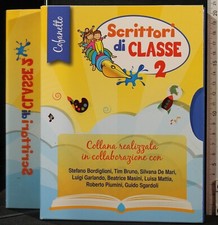 Cofanetto
Scrittori
di CLASSE
2
Collana realizzata
in collaborazione con
Stefano Bordiglioni, Tim Bruno, Silvana De Mari,
Luigi Garlando, Beatrice Masini, Luisa Mattia,
Roberto Piumini, Guido Sgardoli
Scrittori di CLASSE 2